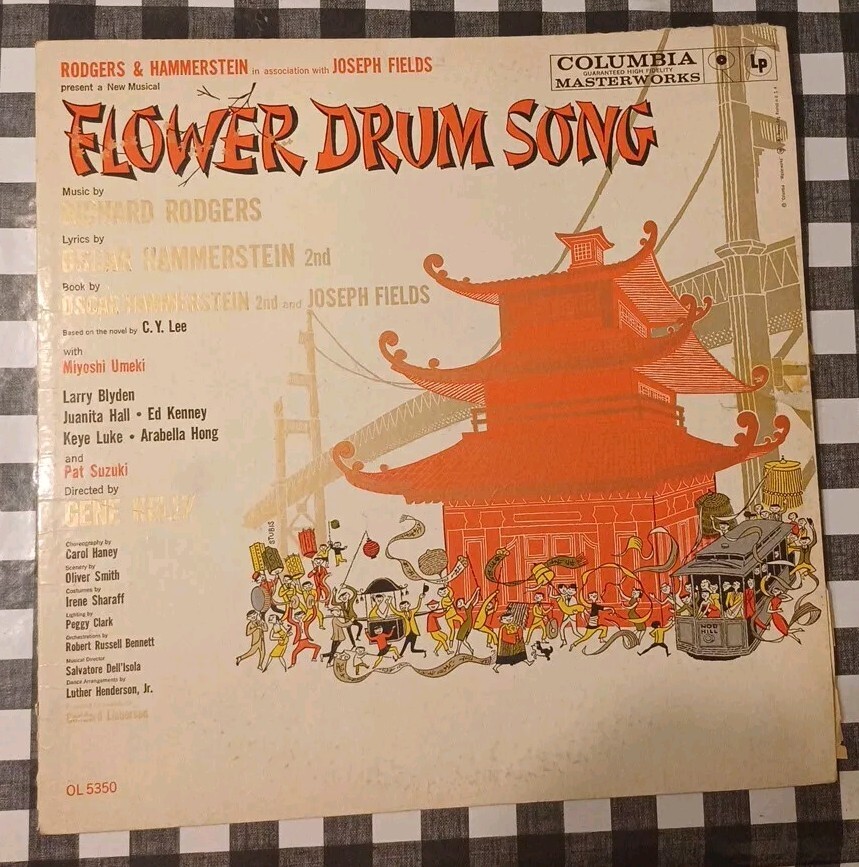 RODGERS & HAMMERSTEIN in association with JOSEPH FIELDS
present a New Musical
COLUMBIA
GUARANTEED HIGH FIDELITY
MASTERWORKS
Lp
FLOWER DRUM SONG
Music by
RICHARD RODGERS
Lyrics by
OSCAR HAMMERSTEIN 2nd
Book by
OSCAR HAMMERSTEIN 2nd and JOSEPH FIELDS
Based on the novel by C. Y. Lee
with
Miyoshi Umeki
Larry Blyden
Juanita Hall • Ed Kenney
Keye Luke • Arabella Hong
and
Pat Suzuki
Directed by
GENE KELLY
Choreography by
Carol Haney
Scenery by
Oliver Smith
Costumes by
Irene Sharaff
Lighting by
Peggy Clark
Orchestrations by
Robert Russell Bennett
Musical Director
Salvatore Dell'Isola
Dance Arrangements by
Luther Henderson, Jr.
Goddard Lieberson
STUBIS
NOB HILL
OL 5350